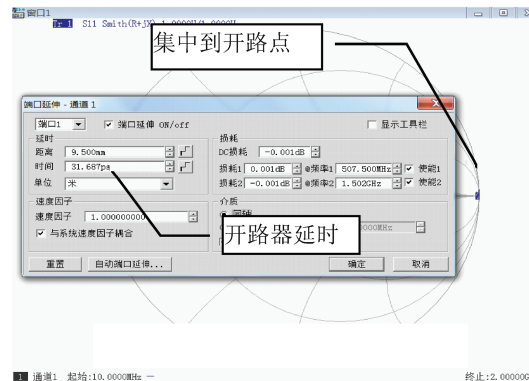 窗口1
Tr 1 S11 Smith(R+jX) 1.0000U/1.0000U
集中到开路点
端口延伸 - 通道 1
端口1 端口延伸 ON/off 显示工具栏
延时
距离 9.500mm
时间 31.687ps
单位 米
损耗
DC损耗 -0.001dB
损耗1 0.001dB @频率1 507.500MHz 使能1
损耗2 -0.001dB @频率2 1.502GHz 使能2
速度因子
速度因子 1.000000000
与系统速度因子耦合
介质
开路器延时
重置 自动端口延伸... 确定 取消
1 通道1 起始:10.0000MHz 终止:2.00000G